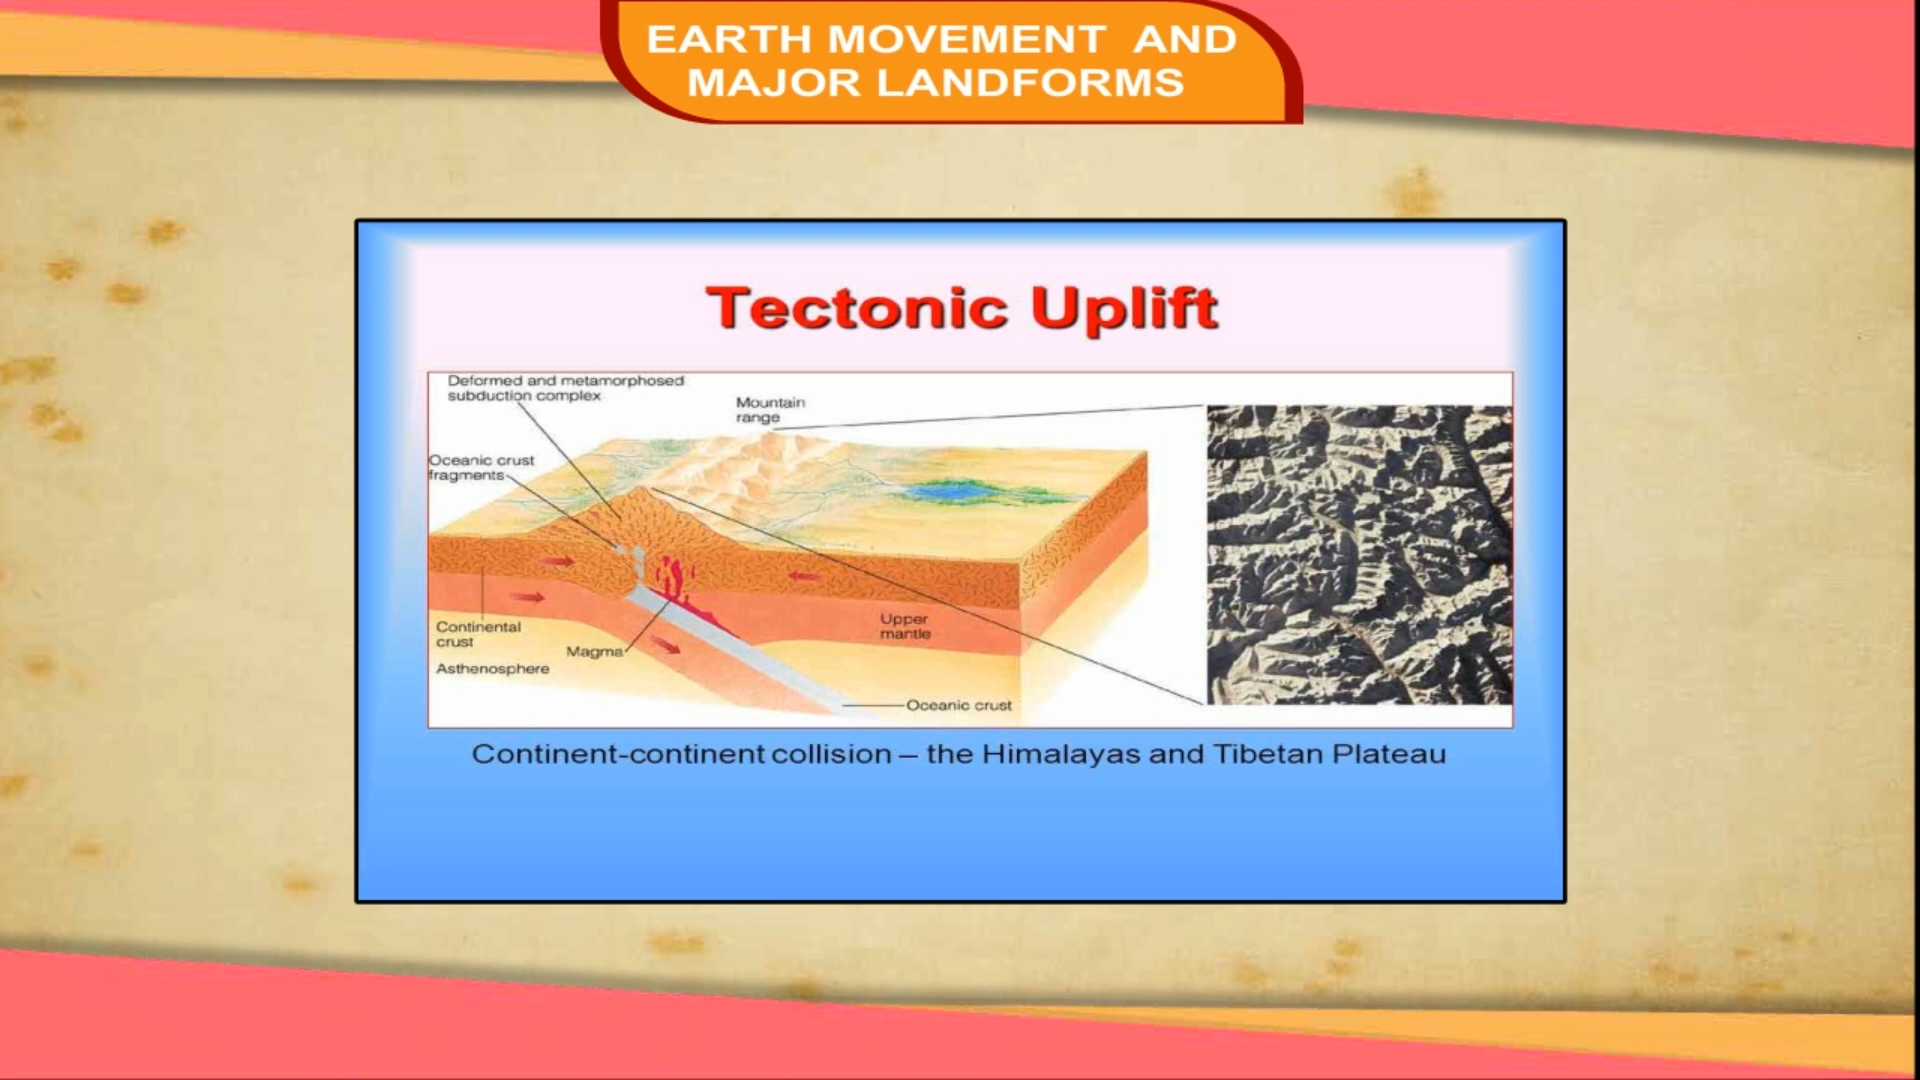 EARTH MOVEMENT AND
MAJOR LANDFORMS
Tectonic Uplift
Deformed and metamorphosed
subduction complex
Mountain
range
Oceanic crust
fragments
Continental
crust
Asthenosphere
Magma
Upper
mantle
Oceanic crust
Continent-continent collision – the Himalayas and Tibetan Plateau